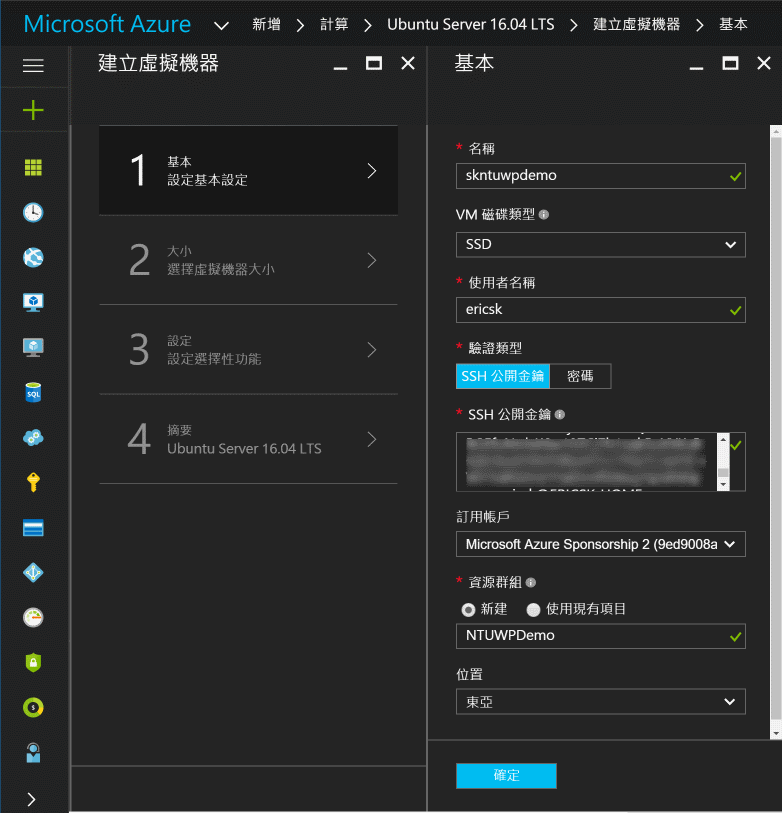 Microsoft Azure 新增 計算 Ubuntu Server 16.04 LTS 建立虛擬機器 基本
建立虛擬機器
1
基本
設定基本設定
2
大小
選擇虛擬機器大小
3
設定
設定選擇性功能
4
摘要
Ubuntu Server 16.04 LTS
基本
* 名稱
skntuwpdemo
VM 磁碟類型
SSD
* 使用者名稱
ericsk
* 驗證類型
SSH 公開金鑰 密碼
* SSH 公開金鑰
訂用帳戶
Microsoft Azure Sponsorship 2 (9ed9008a
* 資源群組
新建 使用現有項目
NTUWPDemo
位置
東亞
確定
SQL